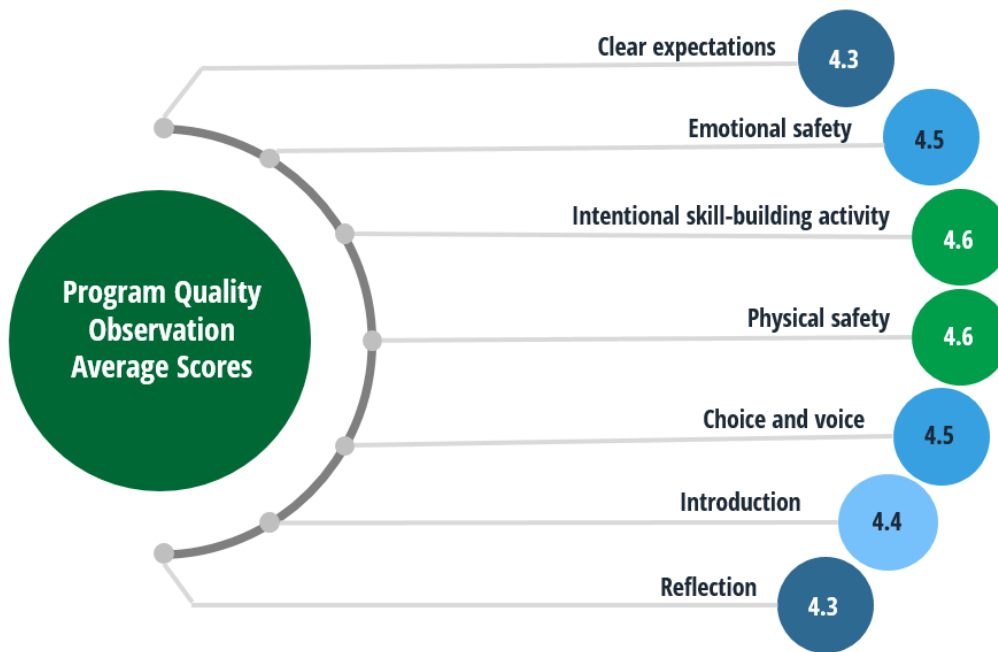 Clear expectations
4.3
Emotional safety
4.5
Intentional skill-building activity
4.6
Program Quality
Observation
Average Scores
Physical safety
4.6
Choice and voice
4.5
Introduction
4.4
Reflection
4.3